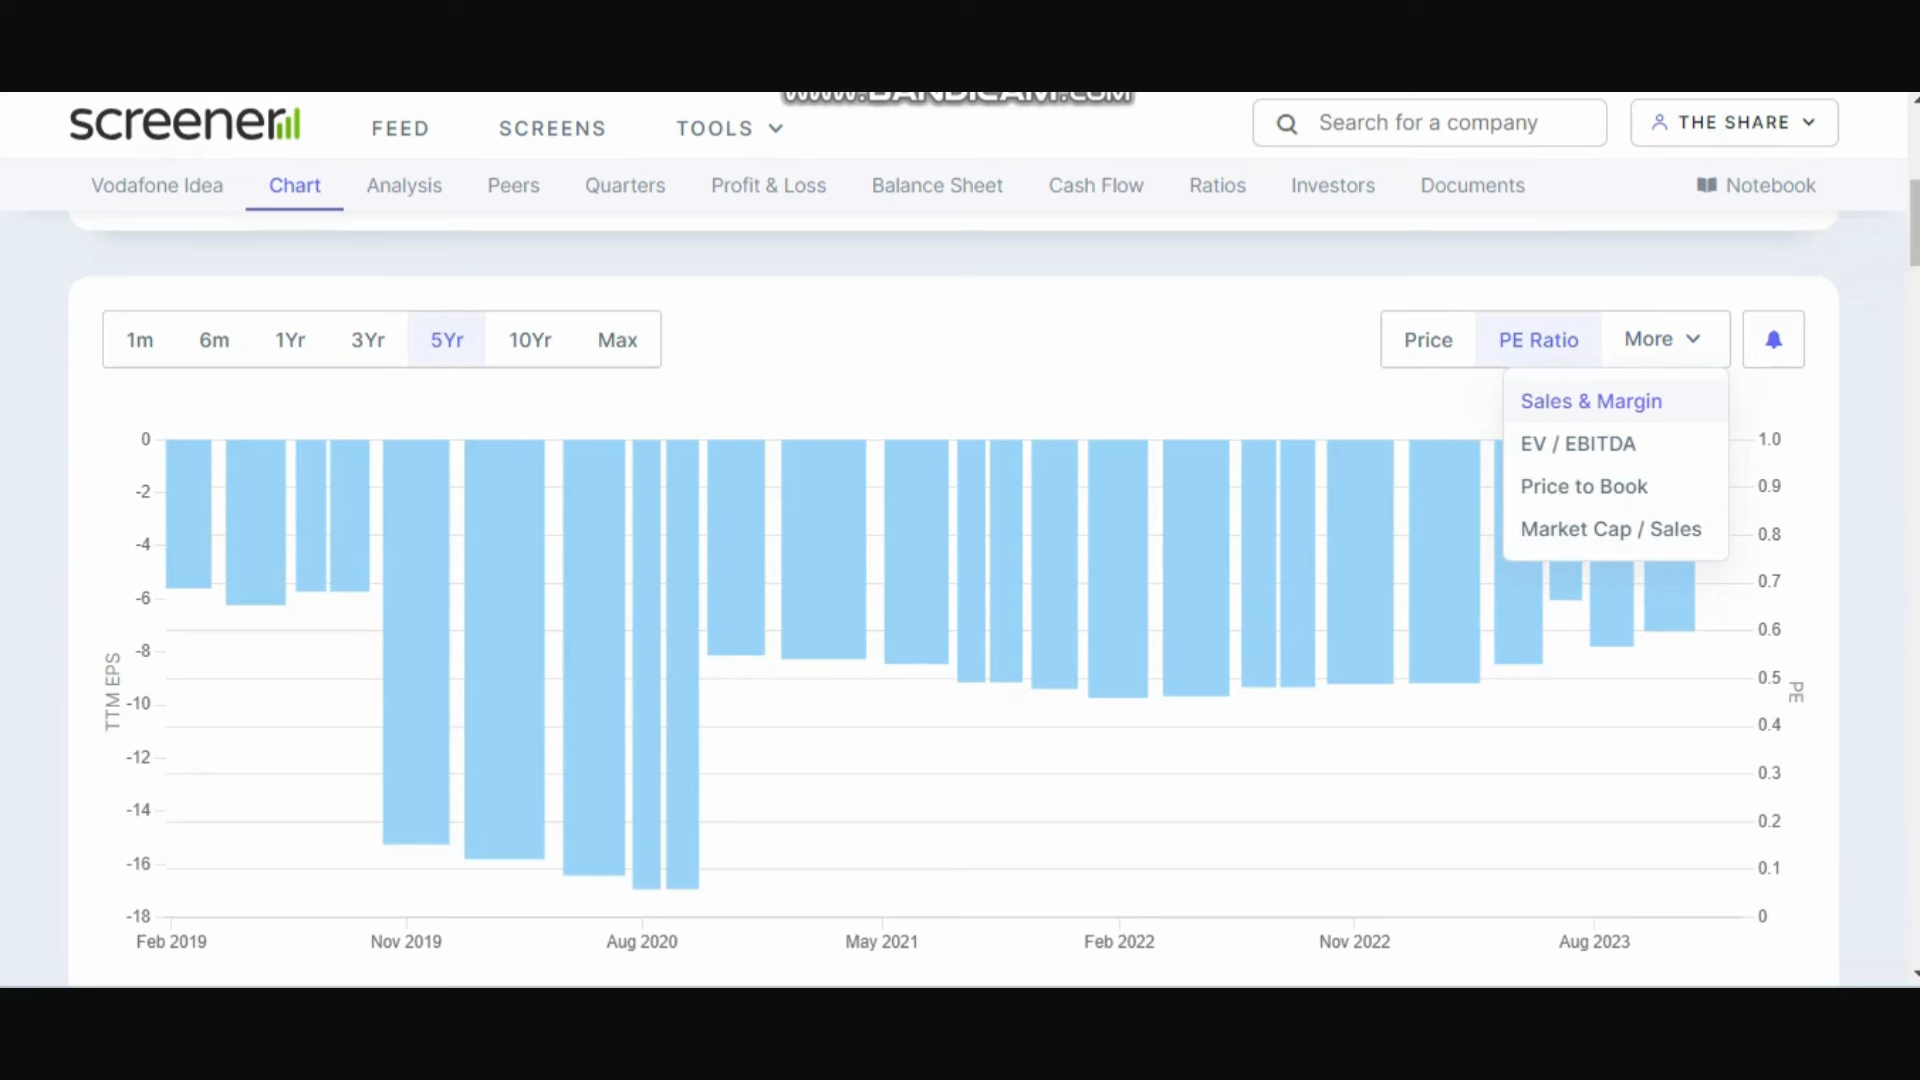 www.BANDICAM.com
screener
FEED
SCREENS
TOOLS
Search for a company
THE SHARE
Vodafone Idea
Chart
Analysis
Peers
Quarters
Profit & Loss
Balance Sheet
Cash Flow
Ratios
Investors
Documents
Notebook
1m
6m
1Yr
3Yr
5Yr
10Yr
Max
Price
PE Ratio
More
Sales & Margin
EV / EBITDA
Price to Book
Market Cap / Sales
0
-2
-4
-6
-8
-10
-12
-14
-16
-18
TTM EPS
1.0
0.9
0.8
0.7
0.6
0.5
0.4
0.3
0.2
0.1
0
PE
Feb 2019
Nov 2019
Aug 2020
May 2021
Feb 2022
Nov 2022
Aug 2023